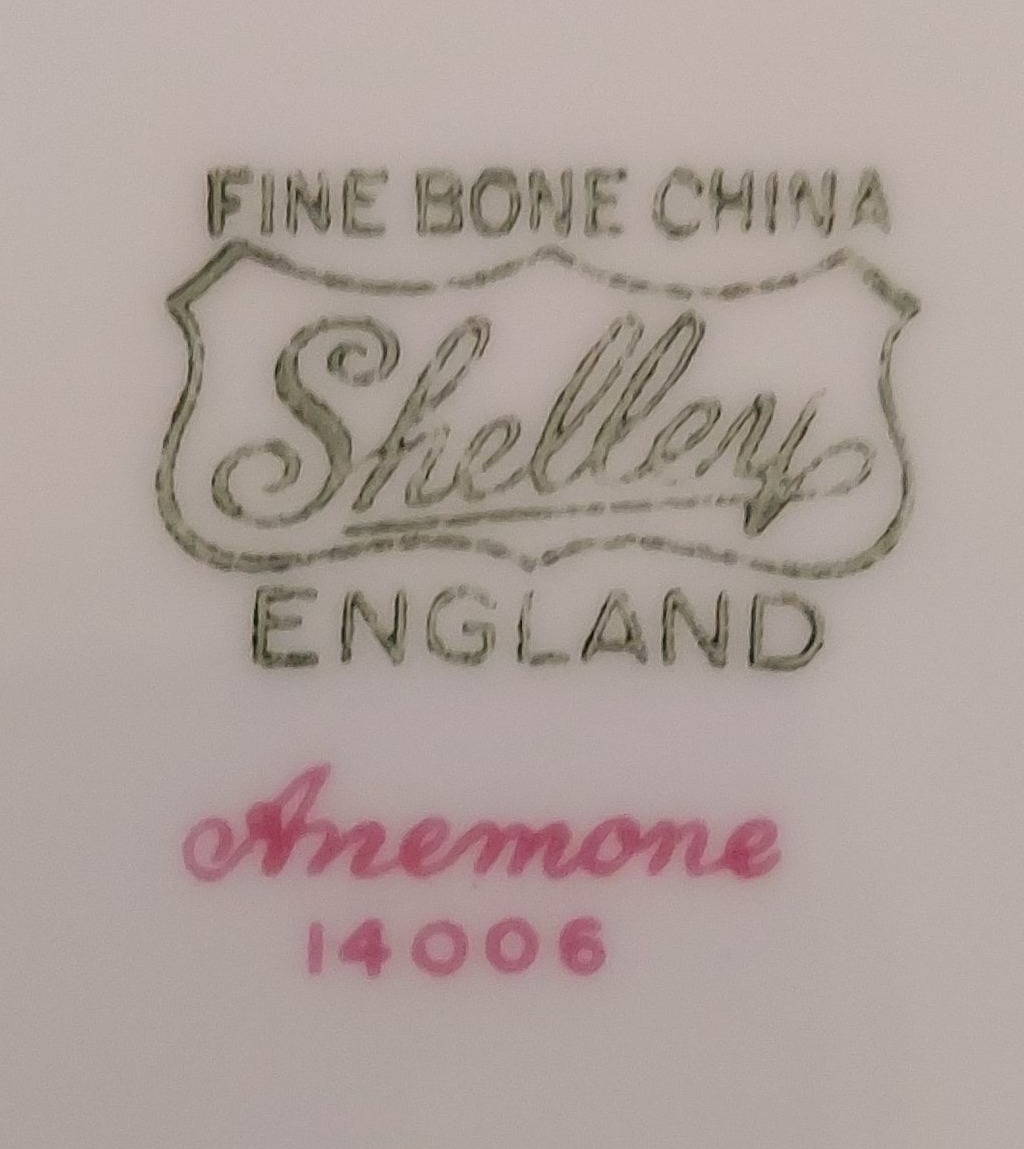 FINE BONE CHINA
Shelley
ENGLAND
Anemone
14006